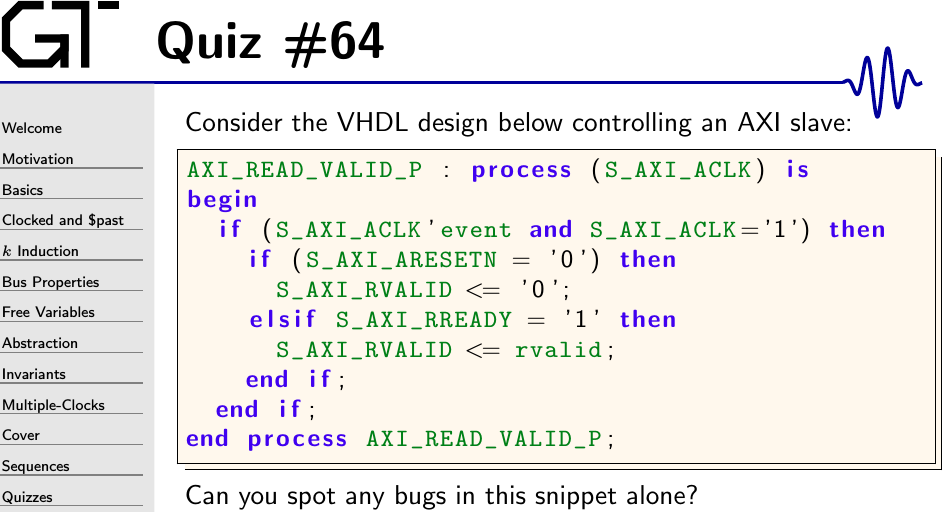 GT
Quiz #64
Welcome
Motivation
Basics
Clocked and $past
k Induction
Bus Properties
Free Variables
Abstraction
Invariants
Multiple-Clocks
Cover
Sequences
Quizzes
Consider the VHDL design below controlling an AXI slave:
AXI_READ_VALID_P : process (S_AXI_ACLK) is
begin
if (S_AXI_ACLK'event and S_AXI_ACLK='1') then
if (S_AXI_ARESETN = '0') then
S_AXI_RVALID <= '0';
elsif S_AXI_RREADY = '1' then
S_AXI_RVALID <= rvalid;
end if;
end if;
end process AXI_READ_VALID_P;
Can you spot any bugs in this snippet alone?